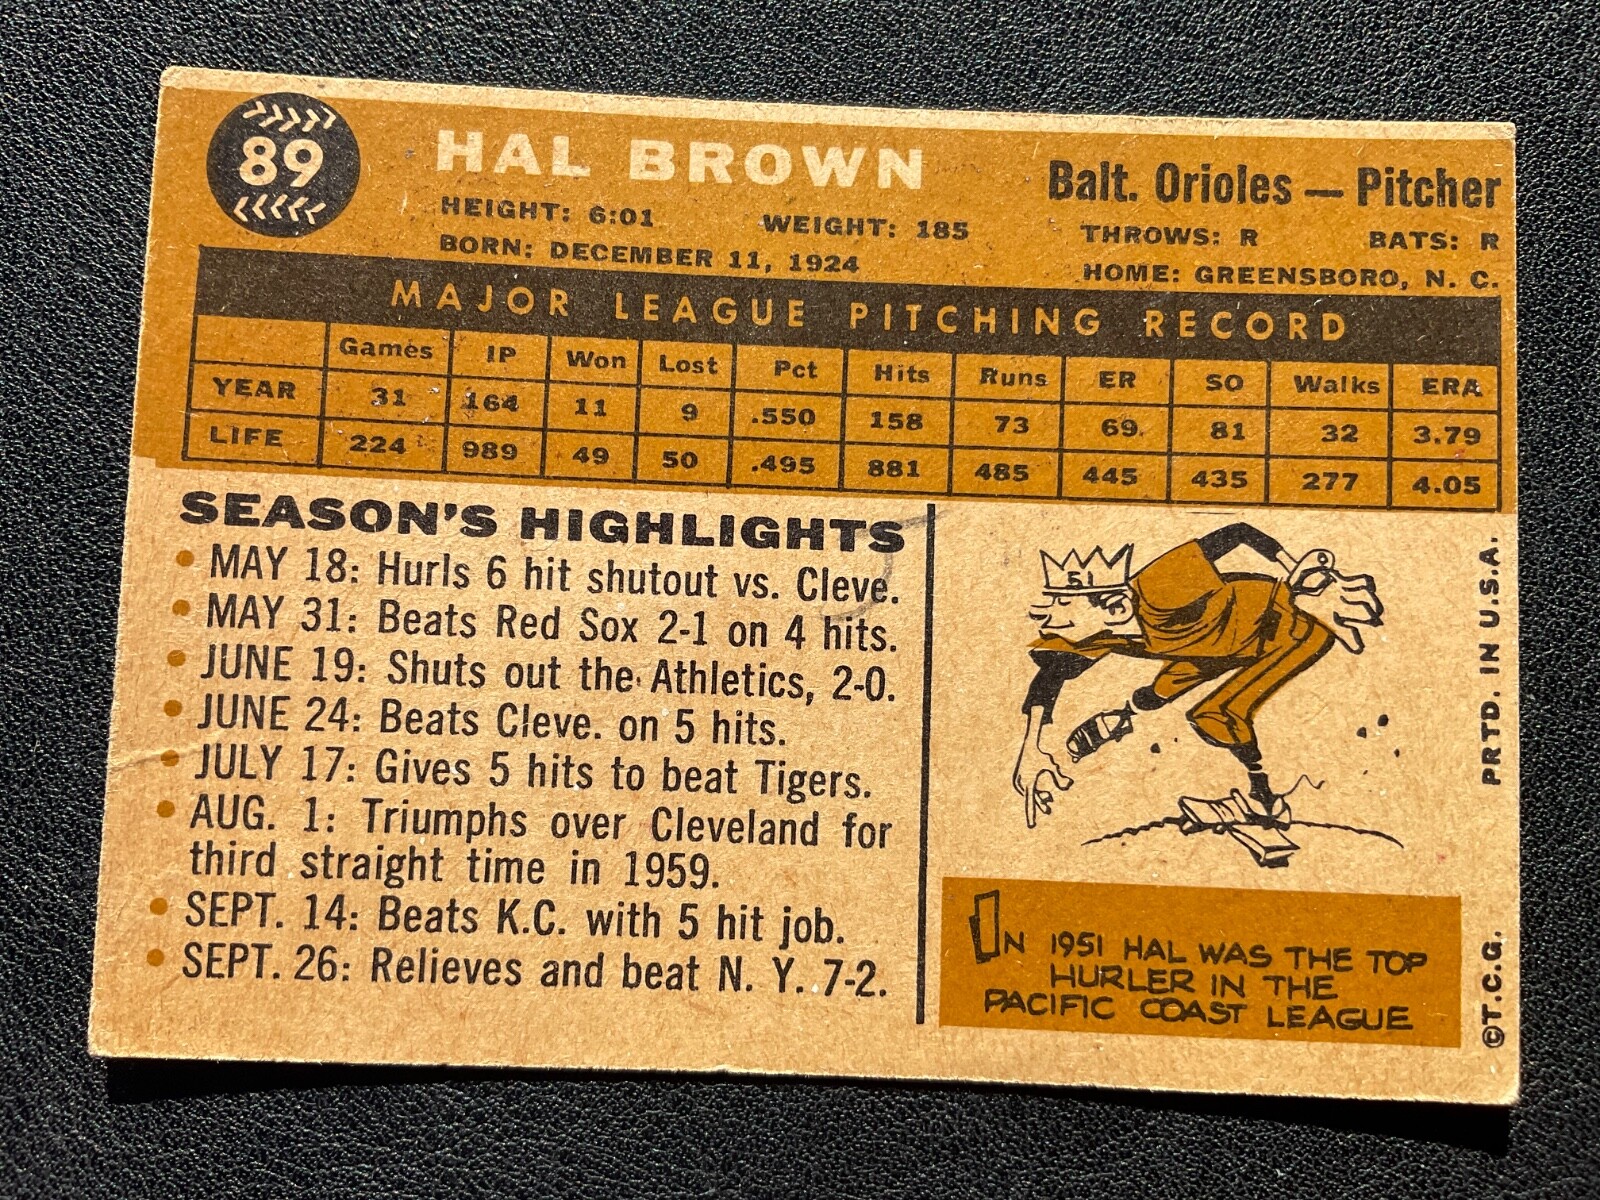 89
HAL BROWN
Balt. Orioles — Pitcher
HEIGHT: 6:01 WEIGHT: 185 THROWS: R BATS: R
BORN: DECEMBER 11, 1924 HOME: GREENSBORO, N. C.
MAJOR LEAGUE PITCHING RECORD
Games IP Won Lost Pct Hits Runs ER SO Walks ERA
YEAR 31 164 11 9 .550 158 73 69 81 32 3.79
LIFE 224 989 49 50 .495 881 485 445 435 277 4.05
SEASON'S HIGHLIGHTS
• MAY 18: Hurls 6 hit shutout vs. Cleve.
• MAY 31: Beats Red Sox 2-1 on 4 hits.
• JUNE 19: Shuts out the Athletics, 2-0.
• JUNE 24: Beats Cleve. on 5 hits.
• JULY 17: Gives 5 hits to beat Tigers.
• AUG. 1: Triumphs over Cleveland for
third straight time in 1959.
• SEPT. 14: Beats K.C. with 5 hit job.
• SEPT. 26: Relieves and beat N. Y. 7-2.
51
IN 1951 HAL WAS THE TOP
HURLER IN THE
PACIFIC COAST LEAGUE
©T.C.G. PRTD. IN U.S.A.